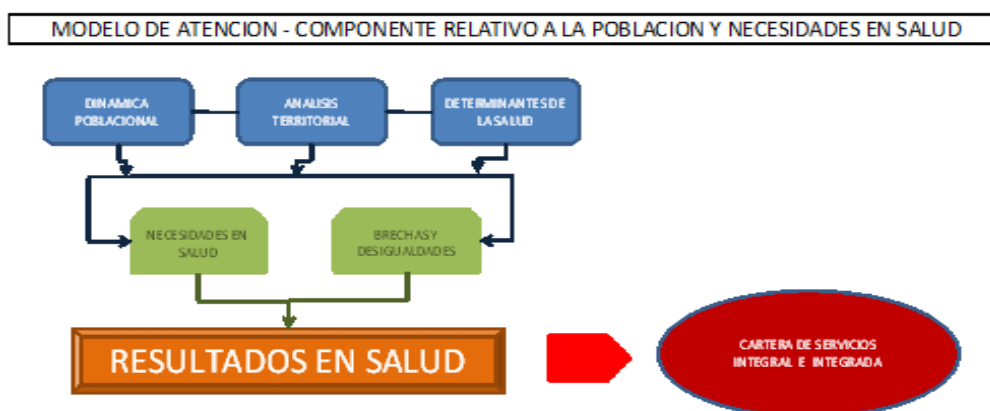 MODELO DE ATENCION - COMPONENTE RELATIVO A LA POBLACION Y NECESIDADES EN SALUD
DINAMICA
POBLACIONAL
ANALISIS
TERRITORIAL
DETERMINANTES DE
LA SALUD
NECESIDADES EN
SALUD
BRECHAS Y
DESIGUALDADES
RESULTADOS EN SALUD
CARTERA DE SERVICIOS
INTEGRAL E INTEGRADA